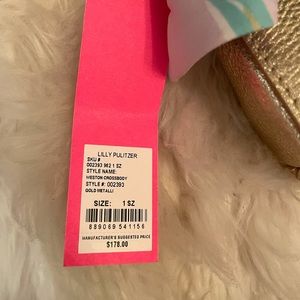 LILLY PULITZER
SKU #
002393 962 1 SZ
STYLE NAME:
WESTON CROSSBODY
STYLE #: 002393
GOLD METALLI
SIZE: 1 SZ
889069 541156
MANUFACTURER'S SUGGESTED PRICE
$178.00